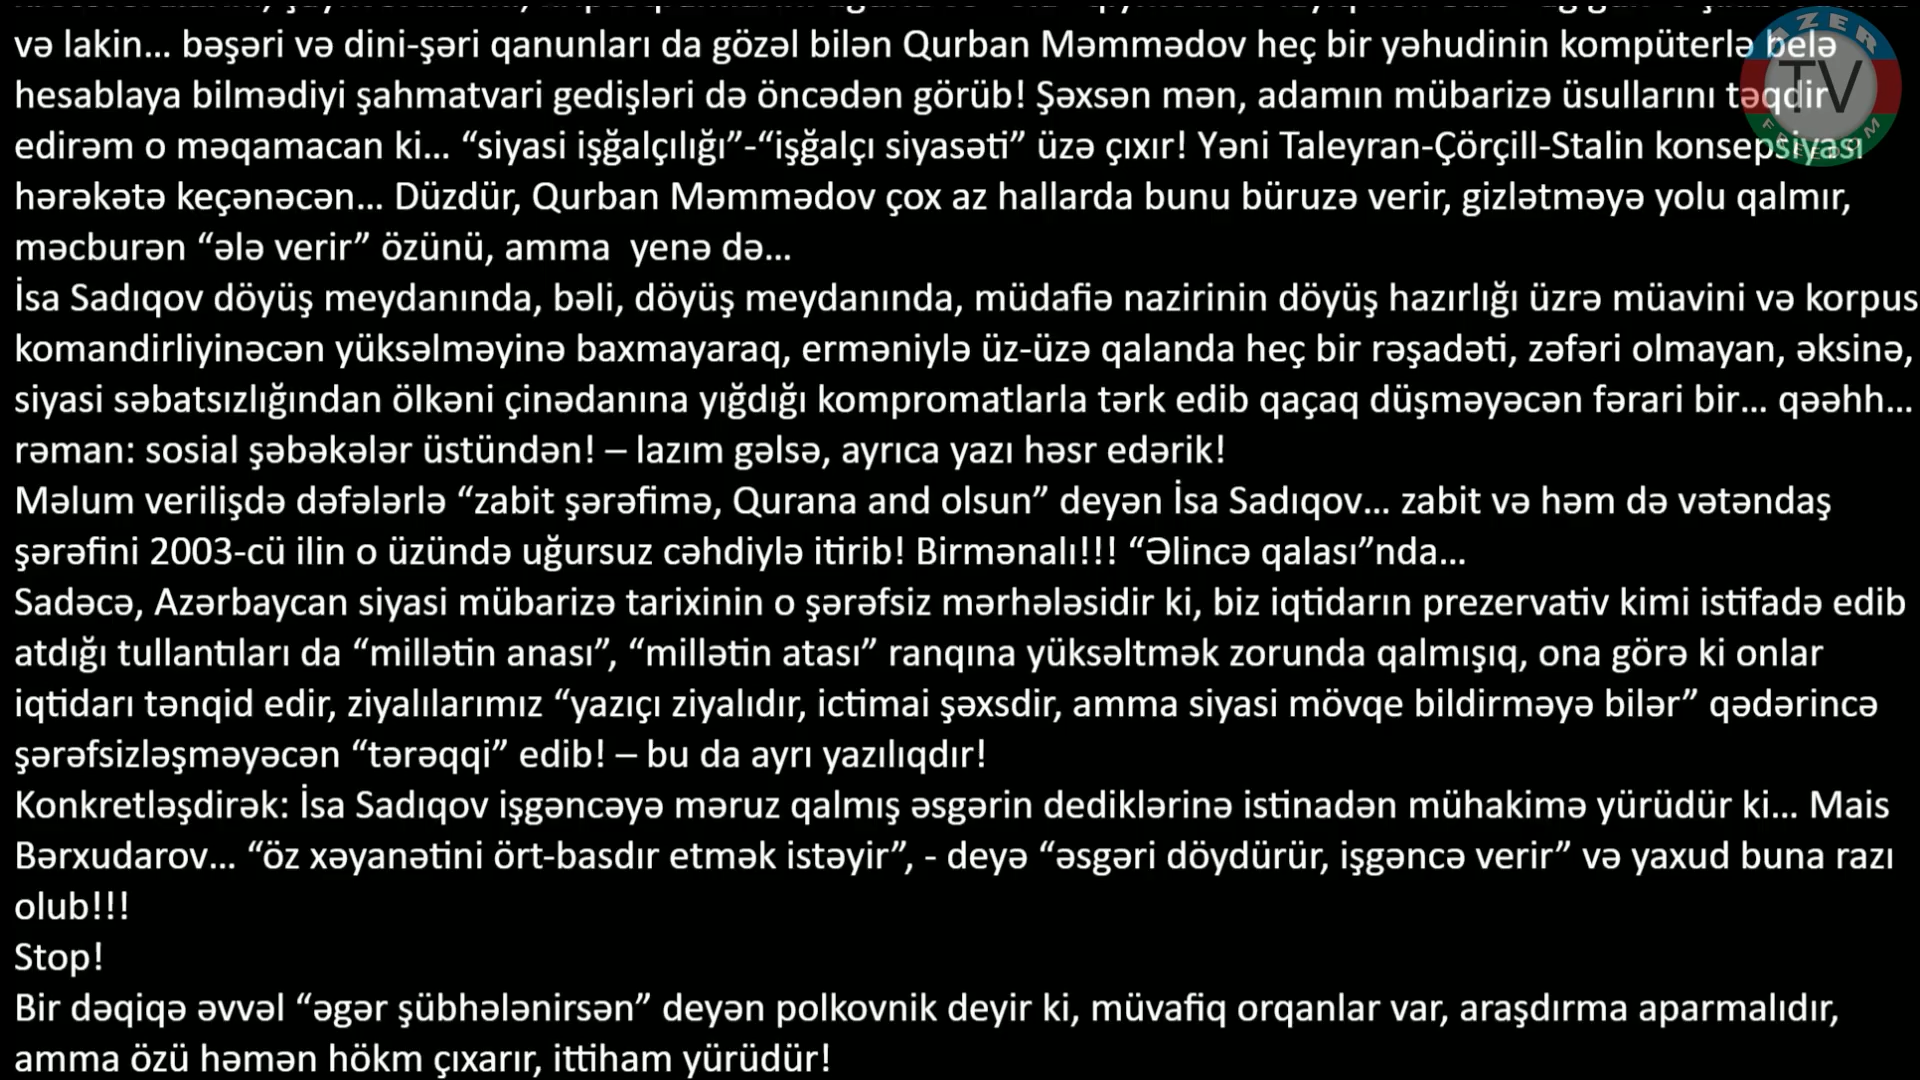 və lakin... bəşəri və dini-şəri qanunları da gözəl bilən Qurban Məmmədov heç bir yəhudinin kompüterlə belə
hesablaya bilmədiyi şahmatvari gedişləri də öncədən görüb! Şəxsən mən, adamın mübarizə üsullarını təqdir
edirəm o məqamacan ki... “siyasi işğalçılığı”-“işğalçı siyasəti” üzə çıxır! Yəni Taleyran-Çörçill-Stalin konsepsiyası
hərəkətə keçənəcən... Düzdür, Qurban Məmmədov çox az hallarda bunu büruzə verir, gizlətməyə yolu qalmır,
məcburən “ələ verir” özünü, amma  yenə də...
İsa Sadıqov döyüş meydanında, bəli, döyüş meydanında, müdafiə nazirinin döyüş hazırlığı üzrə müavini və korpus
komandirliyinəcən yüksəlməyinə baxmayaraq, erməniylə üz-üzə qalanda heç bir rəşadəti, zəfəri olmayan, əksinə,
siyasi səbatsızlığından ölkəni çinədanına yığdığı kompromatlarla tərk edib qaçaq düşməyəcən fərari bir... qəəhh...
rəman: sosial şəbəkələr üstündən! – lazım gəlsə, ayrıca yazı həsr edərik!
Məlum verilişdə dəfələrlə “zabit şərəfimə, Qurana and olsun” deyən İsa Sadıqov... zabit və həm də vətəndaş
şərəfini 2003-cü ilin o üzündə uğursuz cəhdiylə itirib! Birmənalı!!! “Əlincə qalası”nda...
Sadəcə, Azərbaycan siyasi mübarizə tarixinin o şərəfsiz mərhələsidir ki, biz iqtidarın prezervativ kimi istifadə edib
atdığı tullantıları da “millətin anası”, “millətin atası” ranqına yüksəltmək zorunda qalmışıq, ona görə ki onlar
iqtidarı tənqid edir, ziyalılarımız “yazıçı ziyalıdır, ictimai şəxsdir, amma siyasi mövqe bildirməyə bilər” qədərincə
şərəfsizləşməyəcən “tərəqqi” edib! – bu da ayrı yazılıqdır!
Konkretləşdirək: İsa Sadıqov işgəncəyə məruz qalmış əsgərin dediklərinə istinadən mühakimə yürüdür ki... Mais
Bərxudarov... “öz xəyanətini ört-basdır etmək istəyir”, - deyə “əsgəri döydürür, işgəncə verir” və yaxud buna razı
olub!!!
Stop!
Bir dəqiqə əvvəl “əgər şübhələnirsən” deyən polkovnik deyir ki, müvafiq orqanlar var, araşdırma aparmalıdır,
amma özü həmən hökm çıxarır, ittiham yürüdür!
AZER
TV
FREEDOM